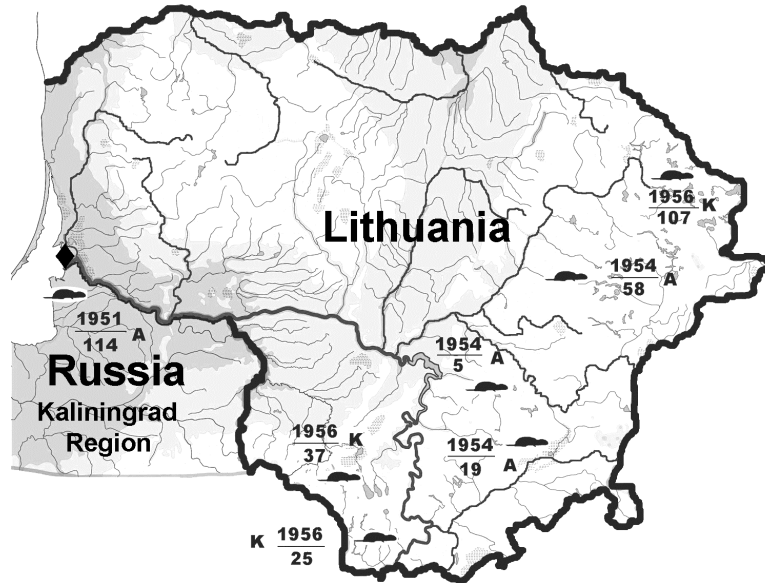 1956 K
107
Lithuania
1954
58 A
1951 A
114
1954 A
5
Russia
Kaliningrad
Region
1956 K
37
1954
19 A
K 1956
25